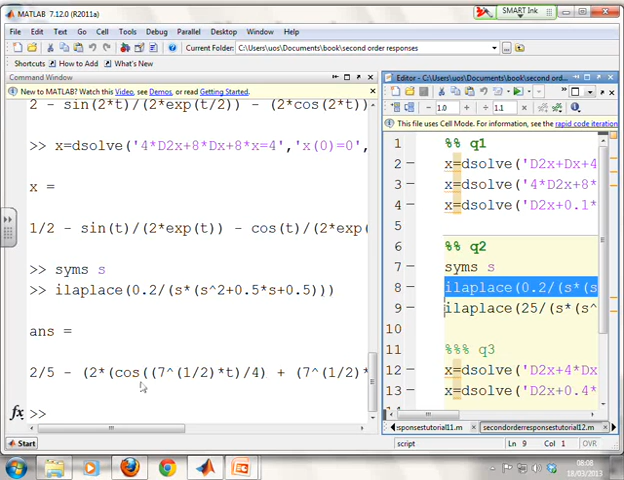 MATLAB 7.12.0 (R2011a)
SMART Ink
File Edit Text Go Cell Tools Debug Parallel Desktop Window Help
Current Folder: C:\Users\uos\Documents\book\second order responses
Shortcuts How to Add What's New
Command Window
New to MATLAB? Watch this Video, see Demos, or read Getting Started.
2 - sin(2*t)/(2*exp(t/2)) - (2*cos(2*t))
>> x=dsolve('4*D2x+8*Dx+8*x=4','x(0)=0',
x =
1/2 - sin(t)/(2*exp(t)) - cos(t)/(2*exp(
>> syms s
>> ilaplace(0.2/(s*(s^2+0.5*s+0.5)))
ans =
2/5 - (2*(cos((7^(1/2)*t)/4) + (7^(1/2)*
fx >>
Editor - C:\Users\uos\Documents\book\second order
- 1.0 + ÷ 1.1 ×
This file uses Cell Mode. For information, see the rapid code iteration
1 %% q1
2 - x=dsolve('D2x+Dx+4
3 - x=dsolve('4*D2x+8*
4 - x=dsolve('D2x+0.1*
5
6 %% q2
7 - syms s
8 - ilaplace(0.2/(s*(s
9 - ilaplace(25/(s*(s^
10
11 %%% q3
12 - x=dsolve('D2x+4*Dx
13 - x=dsolve('D2x+0.4*
sponsestutorial11.m × secondorderresponsestutorial12.m ×
Start
script Ln 9 Col 1 OVR
08:08
18/03/2013